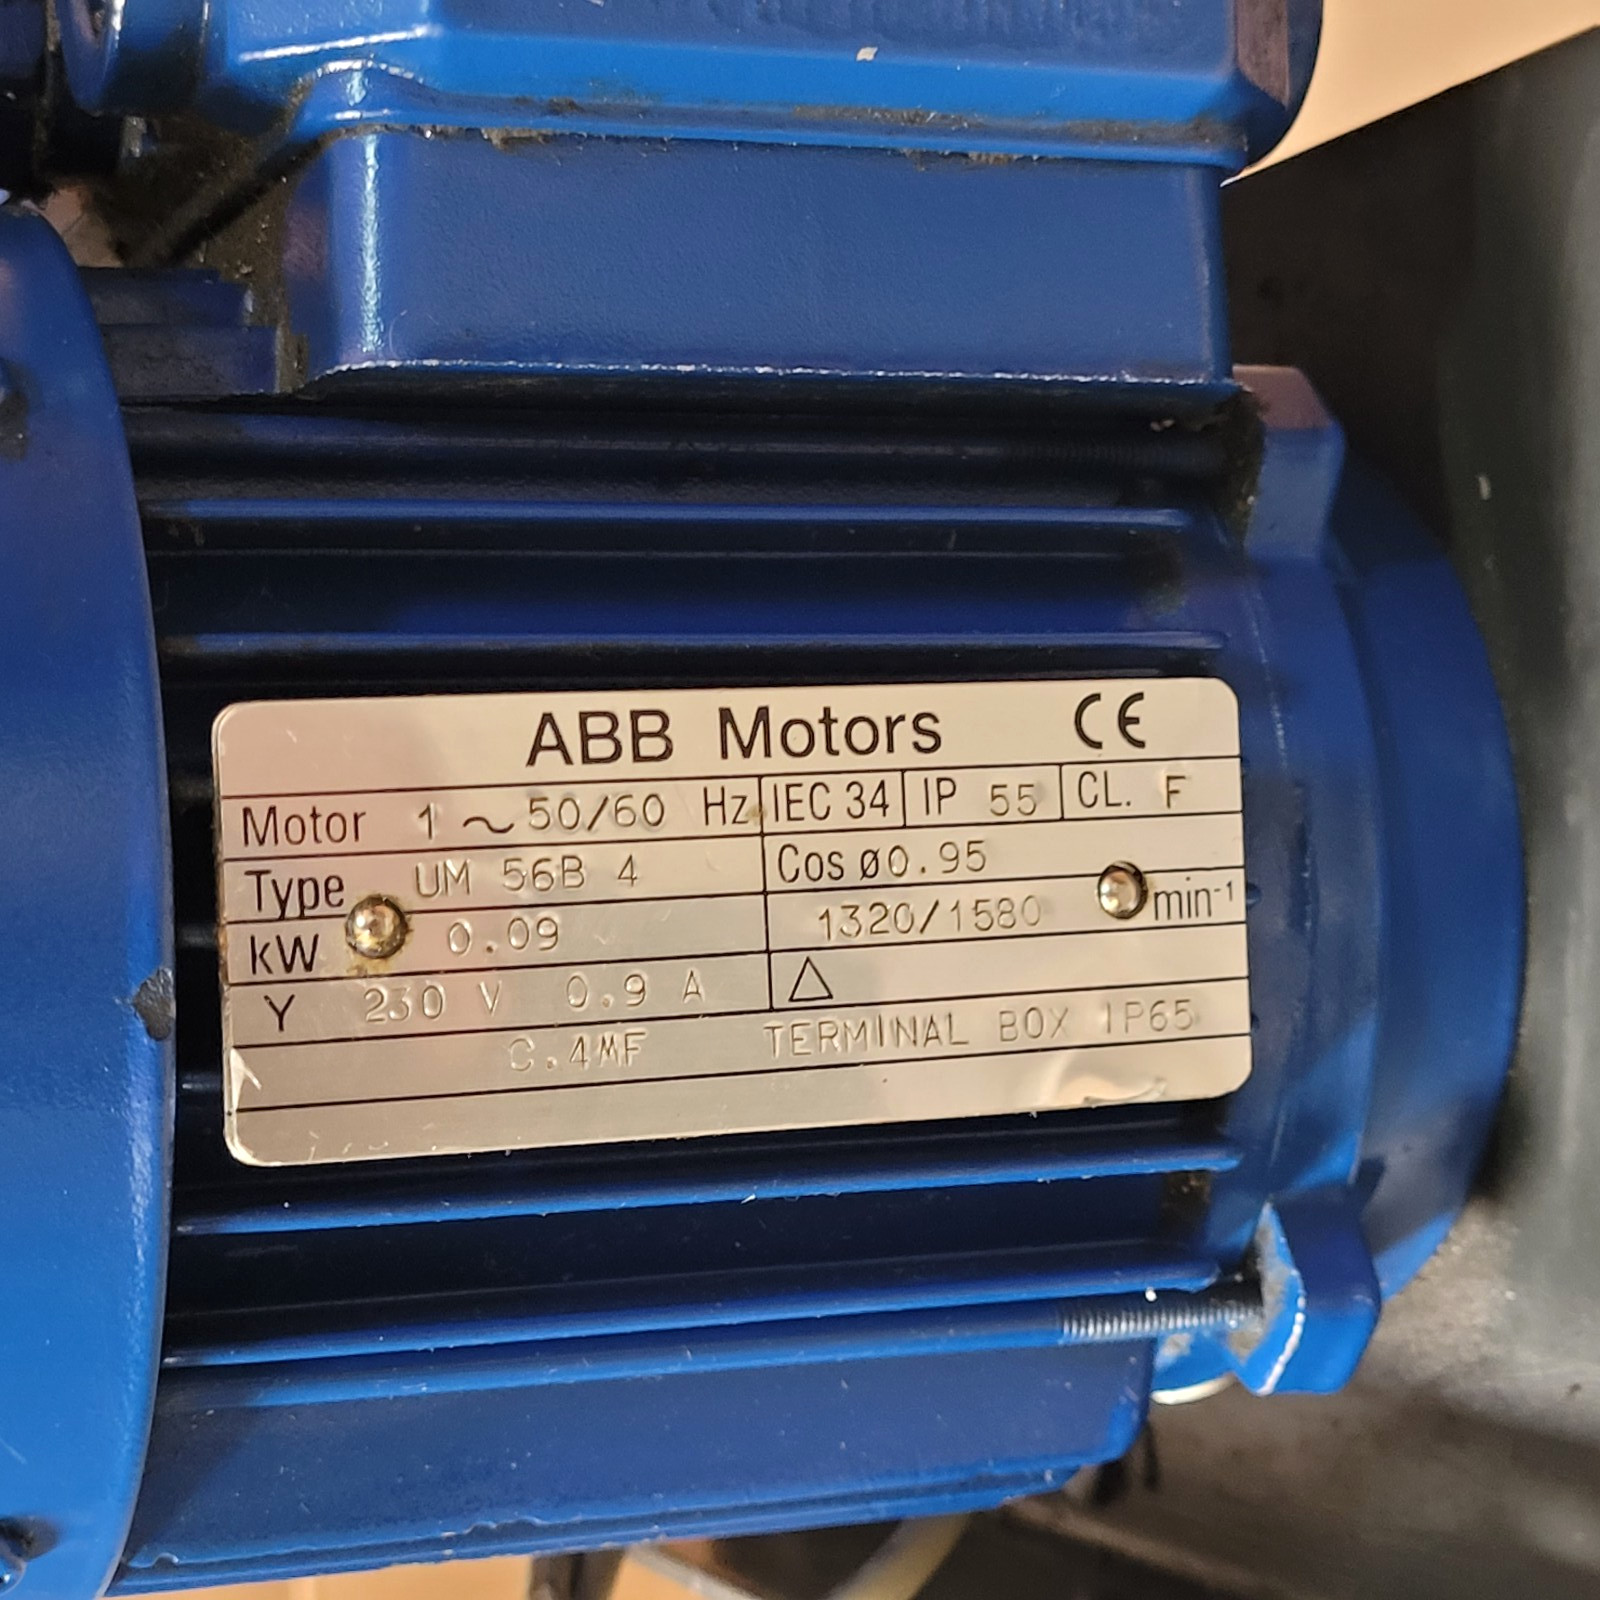 ABB Motors CE
Motor 1 ~ 50/60 Hz IEC 34 IP 55 CL. F
Type UM 56B 4 Cos ø 0.95
kW 0.09 1320/1580 min⁻¹
Y 230 V 0.9 A △
C.4MF TERMINAL BOX IP65